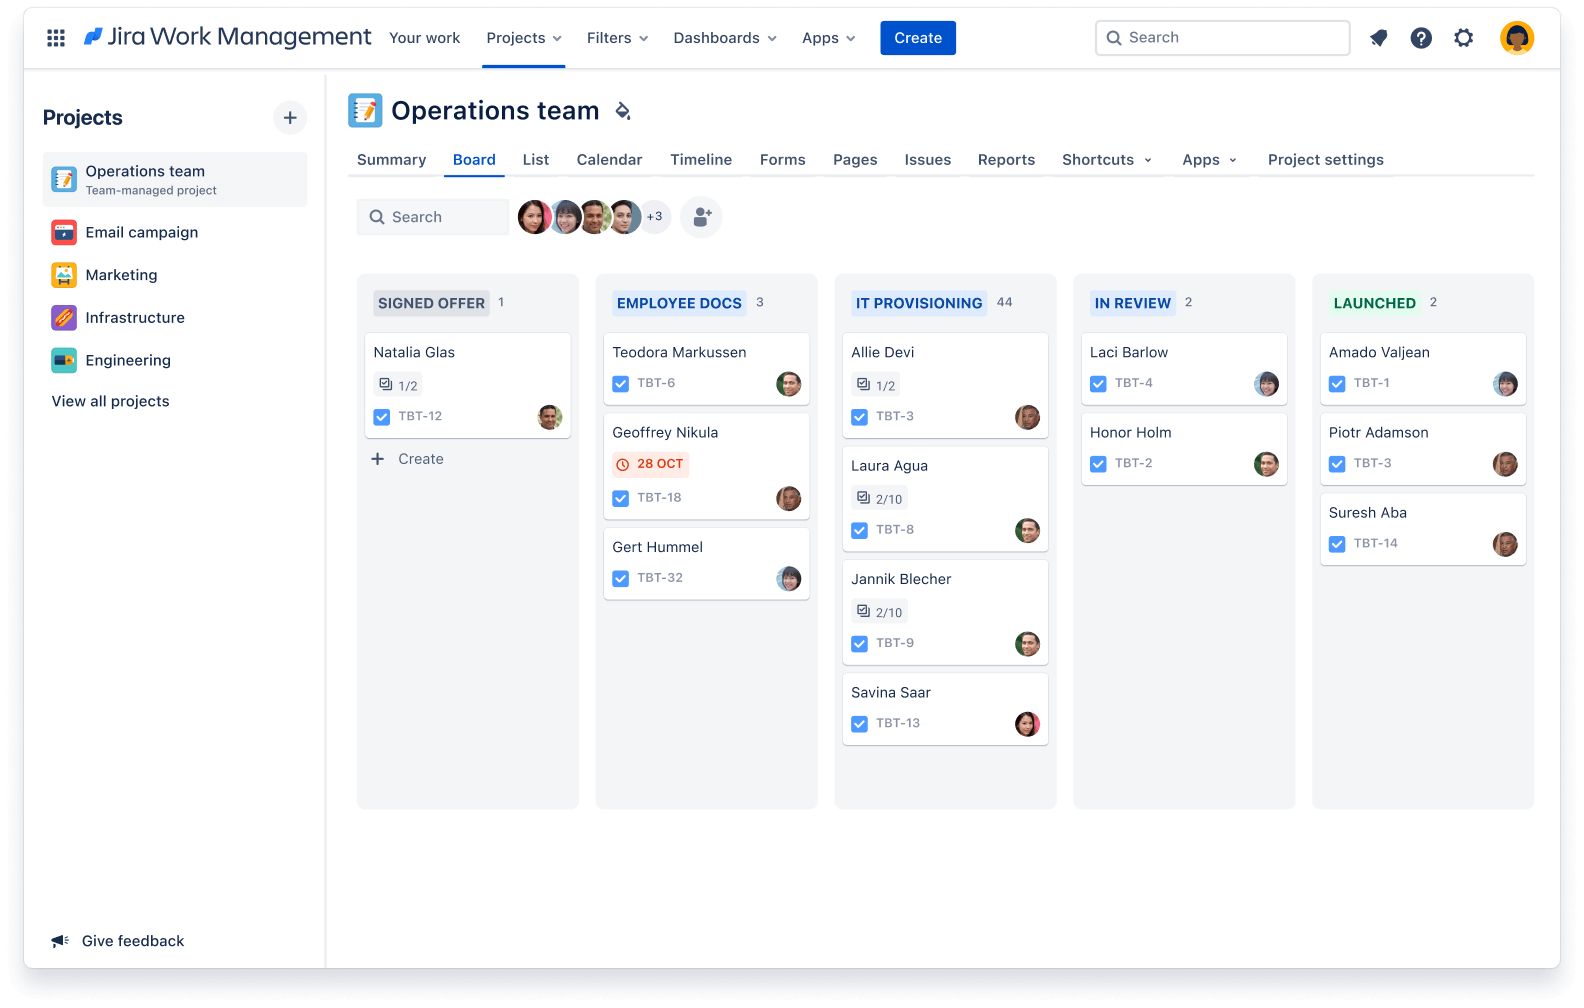 Jira Work Management Your work Projects Filters Dashboards Apps Create Search
Projects
Operations team
Team-managed project
Email campaign
Marketing
Infrastructure
Engineering
View all projects
Give feedback
Operations team
Summary Board List Calendar Timeline Forms Pages Issues Reports Shortcuts Apps Project settings
Search +3
SIGNED OFFER 1
Natalia Glas
1/2
TBT-12
Create
EMPLOYEE DOCS 3
Teodora Markussen
TBT-6
Geoffrey Nikula
28 OCT
TBT-18
Gert Hummel
TBT-32
IT PROVISIONING 44
Allie Devi
1/2
TBT-3
Laura Agua
2/10
TBT-8
Jannik Blecher
2/10
TBT-9
Savina Saar
TBT-13
IN REVIEW 2
Laci Barlow
TBT-4
Honor Holm
TBT-2
LAUNCHED 2
Amado Valjean
TBT-1
Piotr Adamson
TBT-3
Suresh Aba
TBT-14